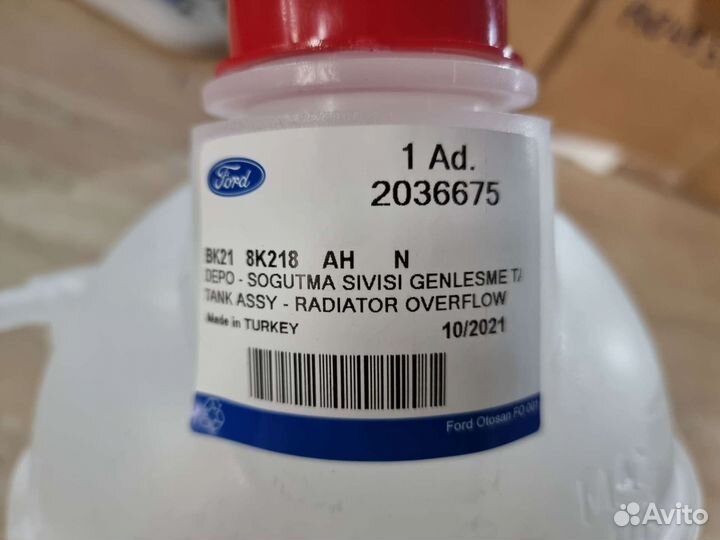 Ford
1 Ad.
2036675
BK21 8K218 AH N
DEPO - SOGUTMA SIVISI GENLESME TA
TANK ASSY - RADIATOR OVERFLOW
Made in TURKEY
10/2021
Ford Otosan FO
Avito